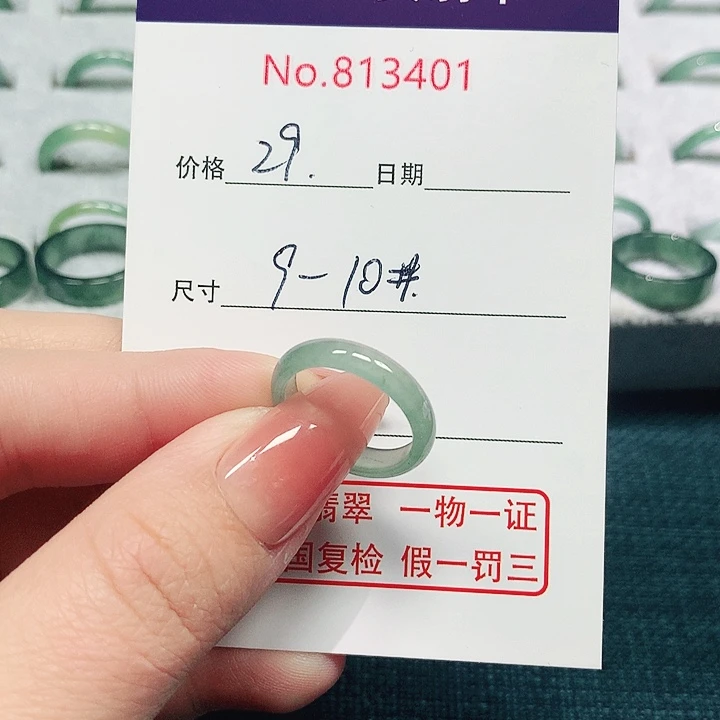 No.813401
价格 29. 日期
尺寸 9-10#.
翡翠 一物一证
国复检 假一罚三